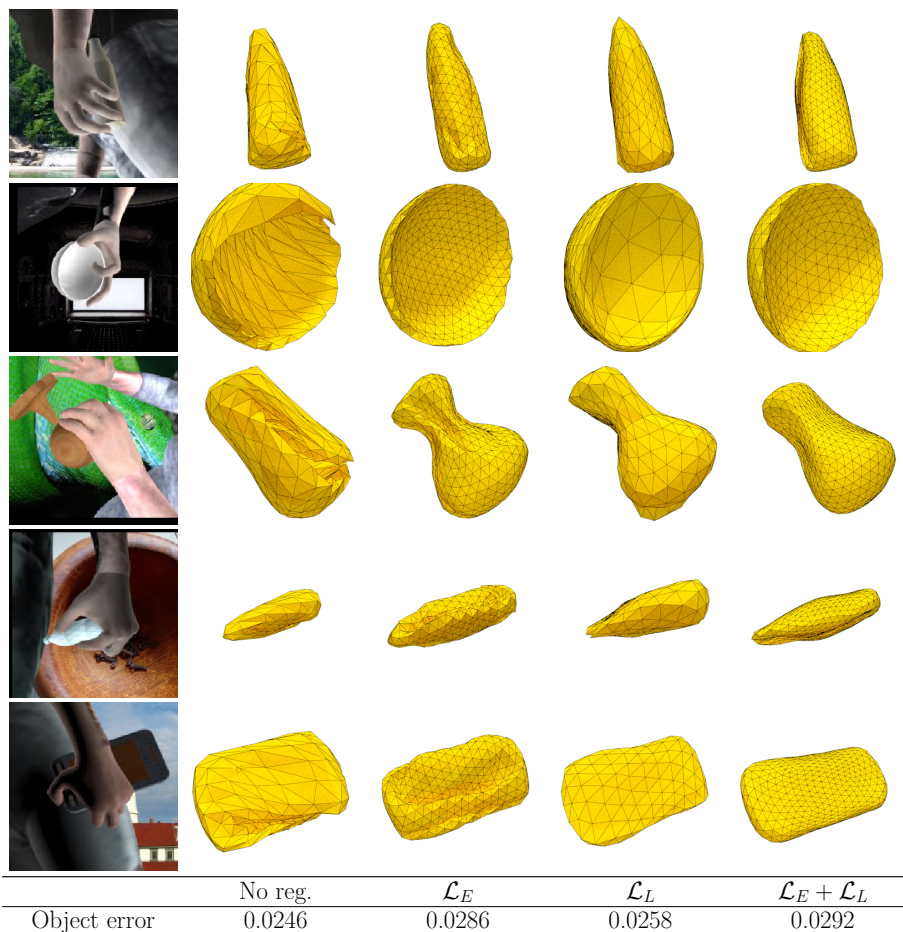 No reg. 𝓛_E 𝓛_L 𝓛_E + 𝓛_L
Object error 0.0246 0.0286 0.0258 0.0292